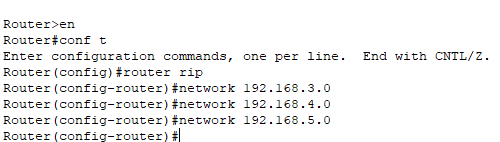 Router>en
Router#conf t
Enter configuration commands, one per line.  End with CNTL/Z.
Router(config)#router rip
Router(config-router)#network 192.168.3.0
Router(config-router)#network 192.168.4.0
Router(config-router)#network 192.168.5.0
Router(config-router)#